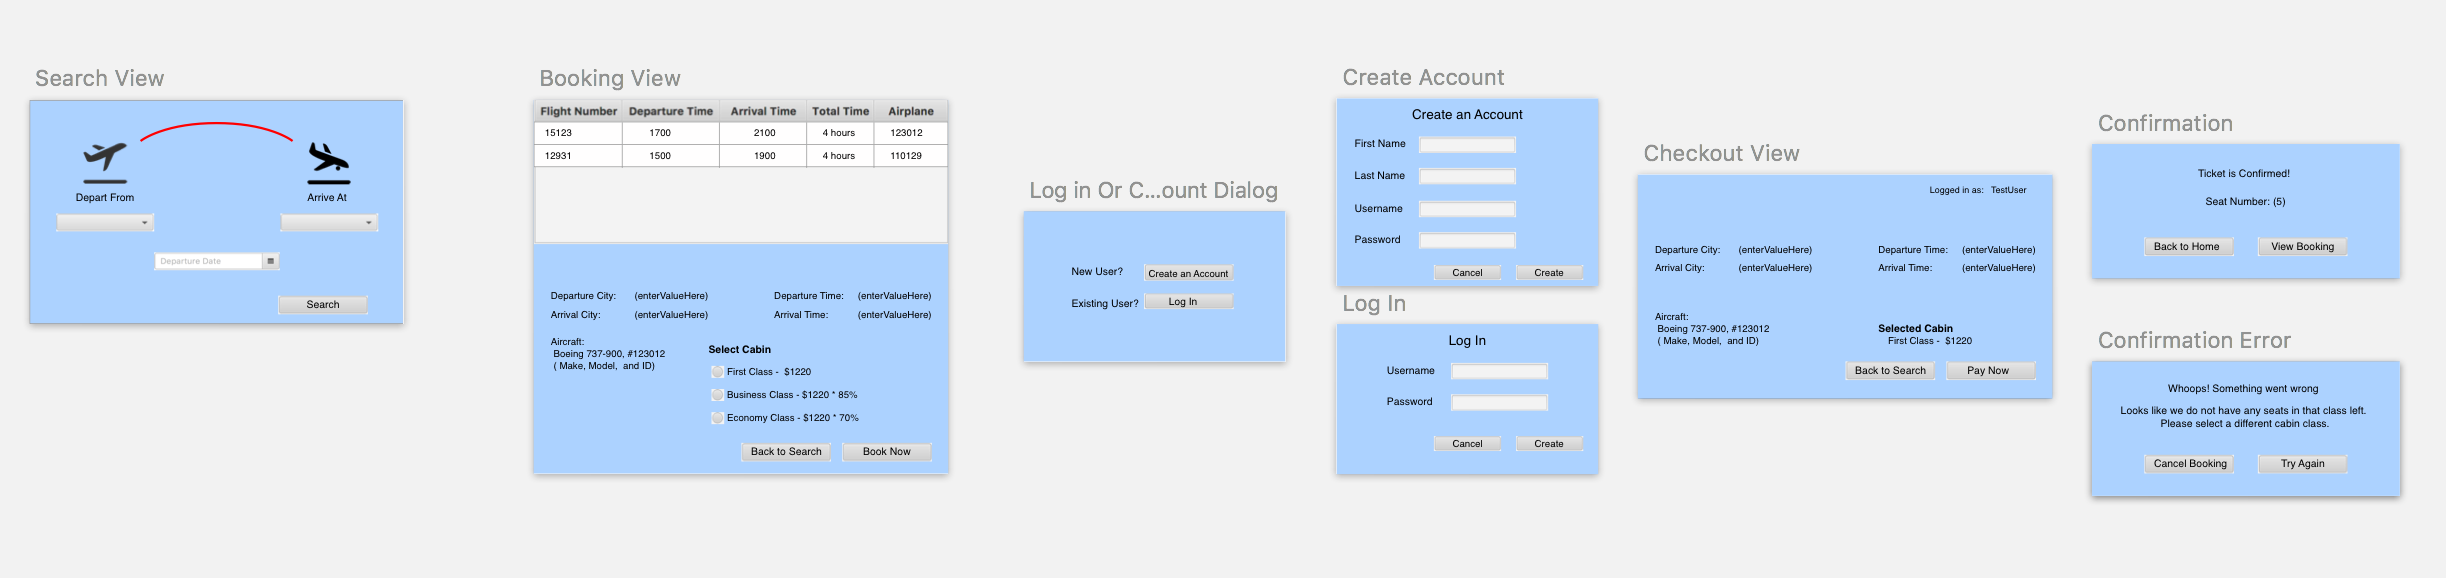 Search View
Depart From
Arrive At
Departure Date
Search
Booking View
Flight Number Departure Time Arrival Time Total Time Airplane
15123 1700 2100 4 hours 123012
12931 1500 1900 4 hours 110129
Departure City: (enterValueHere) Departure Time: (enterValueHere)
Arrival City: (enterValueHere) Arrival Time: (enterValueHere)
Aircraft:
Boeing 737-900, #123012
( Make, Model, and ID)
Select Cabin
First Class - $1220
Business Class - $1220 * 85%
Economy Class - $1220 * 70%
Back to Search Book Now
Log in Or C...ount Dialog
New User? Create an Account
Existing User? Log In
Create Account
Create an Account
First Name
Last Name
Username
Password
Cancel Create
Log In
Log In
Username
Password
Cancel Create
Checkout View
Logged in as: TestUser
Departure City: (enterValueHere) Departure Time: (enterValueHere)
Arrival City: (enterValueHere) Arrival Time: (enterValueHere)
Aircraft:
Boeing 737-900, #123012
( Make, Model, and ID)
Selected Cabin
First Class - $1220
Back to Search Pay Now
Confirmation
Ticket is Confirmed!
Seat Number: (5)
Back to Home View Booking
Confirmation Error
Whoops! Something went wrong
Looks like we do not have any seats in that class left.
Please select a different cabin class.
Cancel Booking Try Again